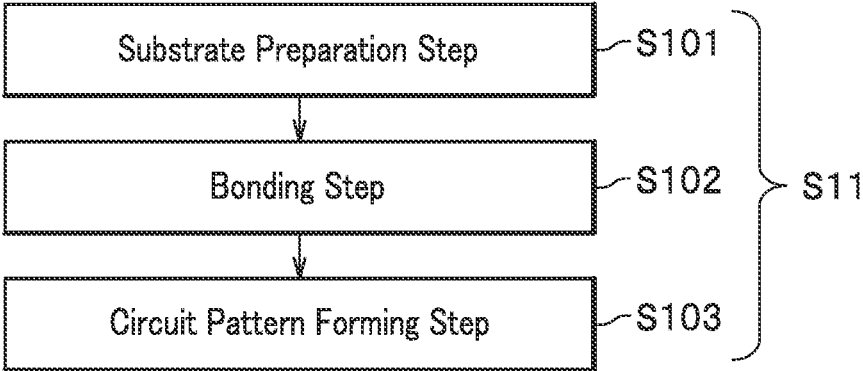 Substrate Preparation Step
S101
Bonding Step
S102
S11
Circuit Pattern Forming Step
S103